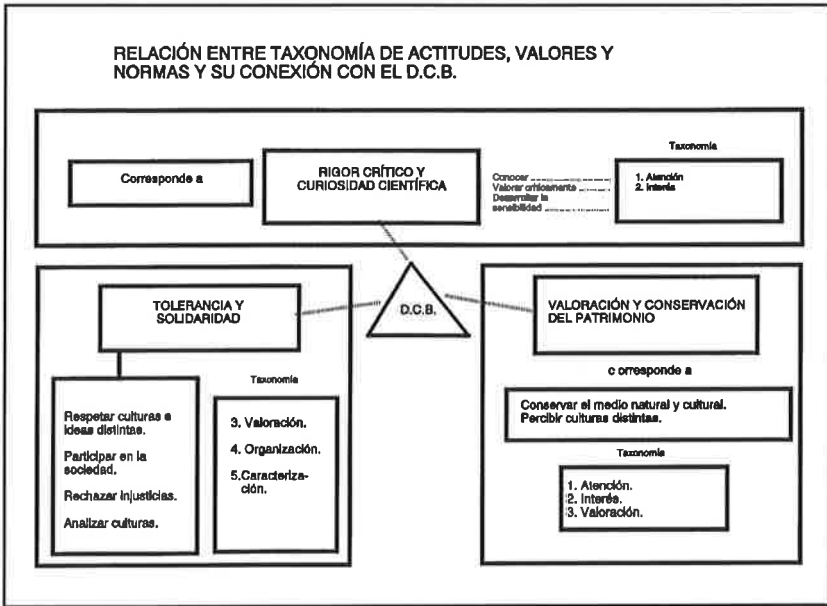 RELACIÓN ENTRE TAXONOMÍA DE ACTITUDES, VALORES Y
NORMAS Y SU CONEXIÓN CON EL D.C.B.
Corresponde a
RIGOR CRÍTICO Y
CURIOSIDAD CIENTÍFICA
Conocer
Valorar críticamente
Desarrollar la
sensibilidad
Taxonomía
1. Atención
2. Interés
D.C.B.
TOLERANCIA Y
SOLIDARIDAD
Respetar culturas e
ideas distintas.
Participar en la
sociedad.
Rechazar injusticias.
Analizar culturas.
Taxonomía
3. Valoración.
4. Organización.
5.Caracteriza-
ción.
VALORACIÓN Y CONSERVACIÓN
DEL PATRIMONIO
c orresponde a
Conservar el medio natural y cultural.
Percibir culturas distintas.
Taxonomía
1. Atención.
2. Interés.
3. Valoración.